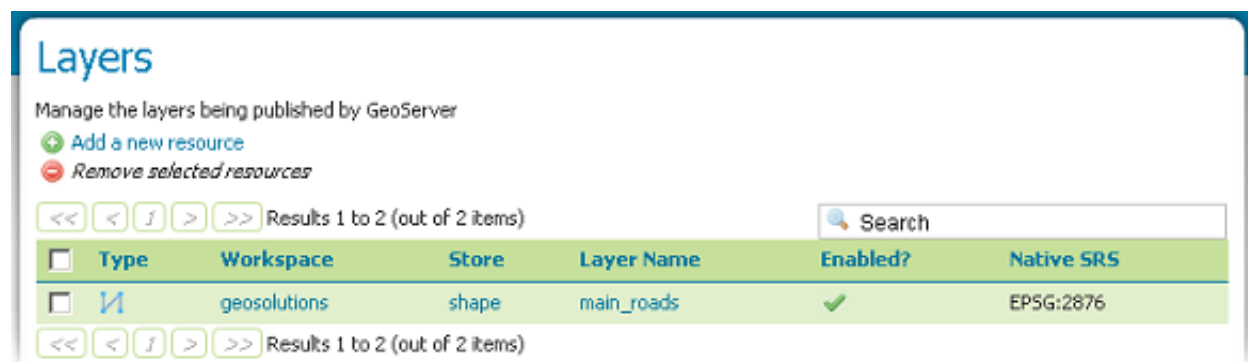 Layers
Manage the layers being published by GeoServer
Add a new resource
Remove selected resources
<< < 1 > >> Results 1 to 2 (out of 2 items) Search
Type Workspace Store Layer Name Enabled? Native SRS
geosolutions shape main_roads EPSG:2876
<< < 1 > >> Results 1 to 2 (out of 2 items)